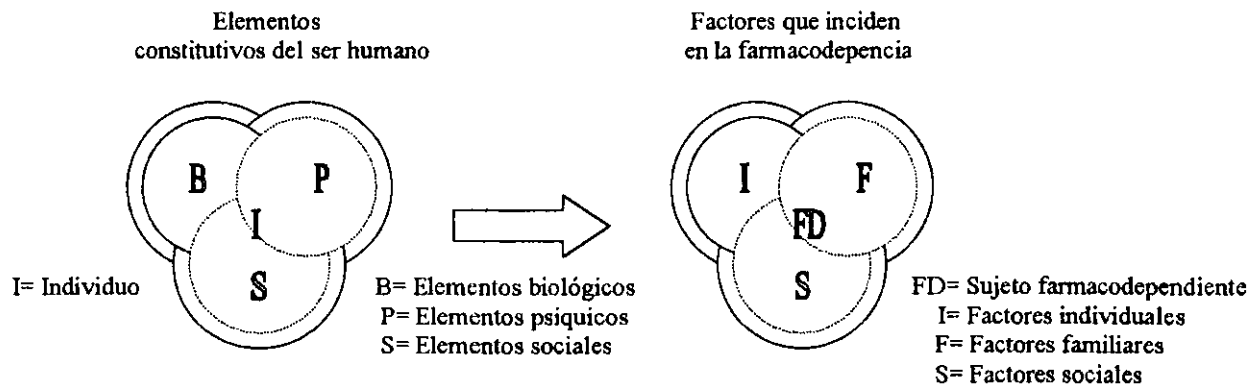 Elementos
constitutivos del ser humano
B
P
I
S
I= Individuo
B= Elementos biológicos
P= Elementos psiquicos
S= Elementos sociales
Factores que inciden
en la farmacodepencia
I
F
FD
S
FD= Sujeto farmacodependiente
I= Factores individuales
F= Factores familiares
S= Factores sociales